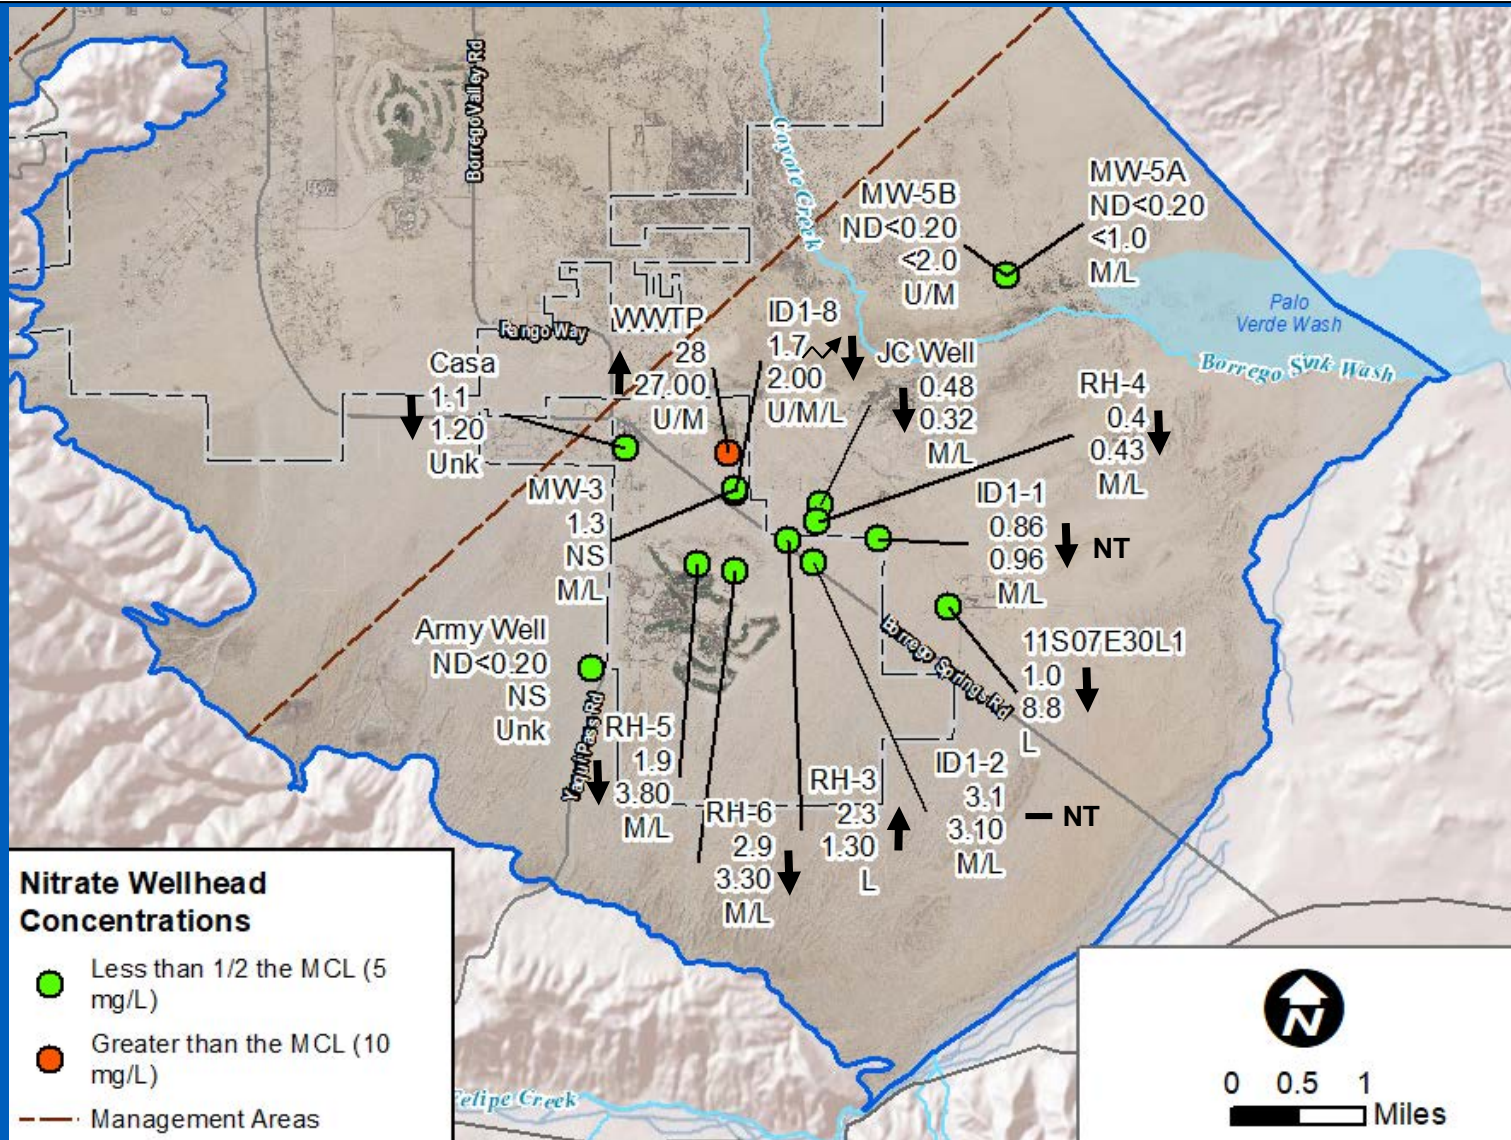 Borrego Valley Rd
Coyote Creek
MW-5B
ND<0.20
<2.0
U/M
MW-5A
ND<0.20
<1.0
M/L
Palo
Verde Wash
Borrego Sink Wash
Rango Way
WWTP
28
27.00
U/M
ID1-8
1.7
2.00
U/M/L
JC Well
0.48
0.32
M/L
RH-4
0.4
0.43
M/L
Casa
1.1
1.20
Unk
MW-3
1.3
NS
M/L
ID1-1
0.86
0.96
M/L
NT
Army Well
ND<0.20
NS
Unk
Yaqui Pass Rd
Borrego Springs Rd
11S07E30L1
1.0
8.8
L
RH-5
1.9
3.80
M/L
RH-6
2.9
3.30
M/L
RH-3
2.3
1.30
L
ID1-2
3.1
3.10
M/L
NT
Nitrate Wellhead
Concentrations
Less than 1/2 the MCL (5
mg/L)
Greater than the MCL (10
mg/L)
Management Areas
Felipe Creek
N
0 0.5 1
Miles